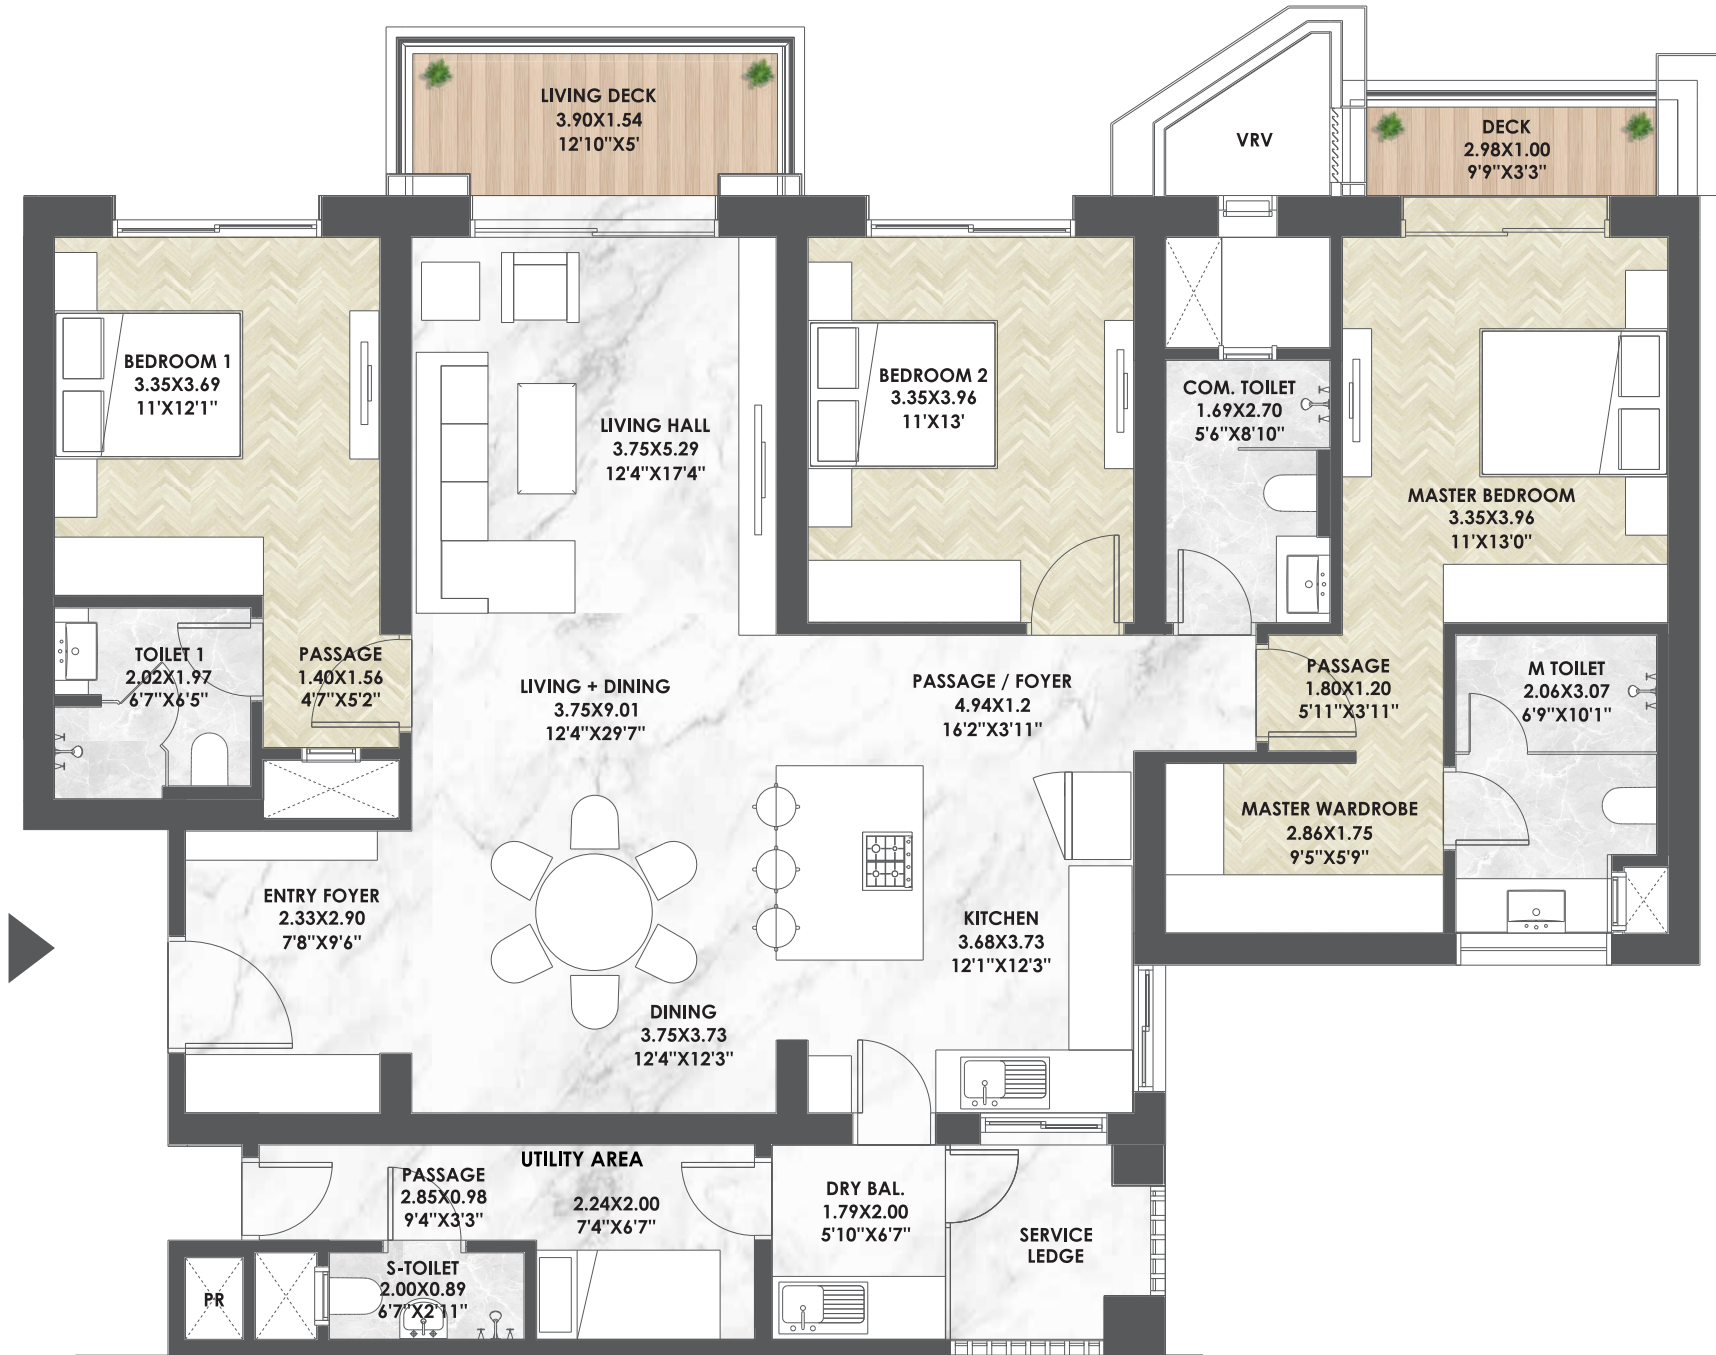 LIVING DECK
3.90X1.54
12'10"X5'
VRV
DECK
2.98X1.00
9'9"X3'3"
BEDROOM 1
3.35X3.69
11'X12'1"
LIVING HALL
3.75X5.29
12'4"X17'4"
BEDROOM 2
3.35X3.96
11'X13'
COM. TOILET
1.69X2.70
5'6"X8'10"
MASTER BEDROOM
3.35X3.96
11'X13'0"
TOILET 1
2.02X1.97
6'7"X6'5"
PASSAGE
1.40X1.56
4'7"X5'2"
LIVING + DINING
3.75X9.01
12'4"X29'7"
PASSAGE / FOYER
4.94X1.2
16'2"X3'11"
PASSAGE
1.80X1.20
5'11"X3'11"
M TOILET
2.06X3.07
6'9"X10'1"
MASTER WARDROBE
2.86X1.75
9'5"X5'9"
ENTRY FOYER
2.33X2.90
7'8"X9'6"
KITCHEN
3.68X3.73
12'1"X12'3"
DINING
3.75X3.73
12'4"X12'3"
UTILITY AREA
2.24X2.00
7'4"X6'7"
PASSAGE
2.85X0.98
9'4"X3'3"
DRY BAL.
1.79X2.00
5'10"X6'7"
SERVICE
LEDGE
S-TOILET
2.00X0.89
6'7"X2'11"
PR